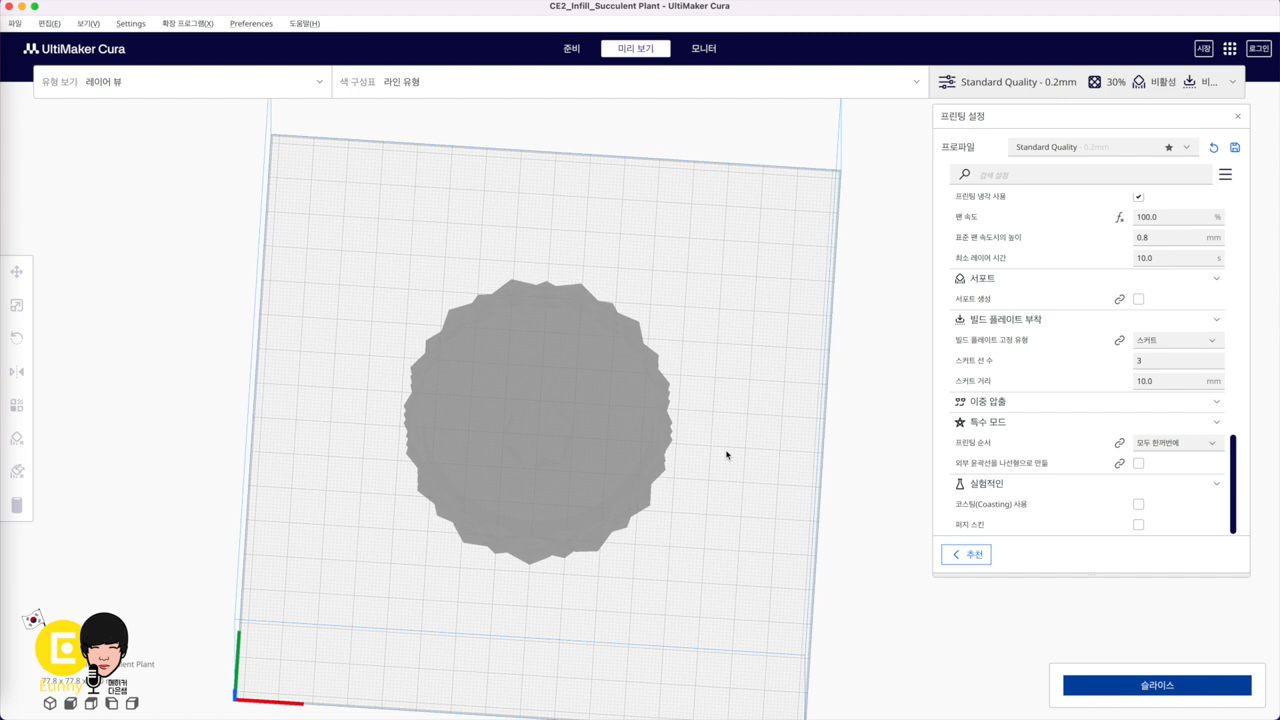 CE2_Infill_Succulent Plant - UltiMaker Cura
파일 편집(E) 보기(V) Settings 확장 프로그램(X) Preferences 도움말(H)
UltiMaker Cura 준비 미리 보기 모니터 시장 로그인
유형 보기 레이어 뷰 색 구성표 라인 유형 Standard Quality - 0.2mm 30% 비활성 비...
프린팅 설정
프로파일 Standard Quality - 0.2mm
검색 설정
프린팅 냉각 사용
팬 속도 100.0 %
표준 팬 속도시의 높이 0.8 mm
최소 레이어 시간 10.0 s
서포트
서포트 생성
빌드 플레이트 부착
빌드 플레이트 고정 유형 스커트
스커트 선 수 3
스커트 거리 10.0 mm
이중 압출
특수 모드
프린팅 순서 모두 한꺼번에
외부 윤곽선을 나선형으로 만듦
실험적인
코스팅(Coasting) 사용
퍼지 스킨
추천
슬라이스
E
ulent Plant
77.8 x 77.8 x
Eunny
메이커
다은쌤